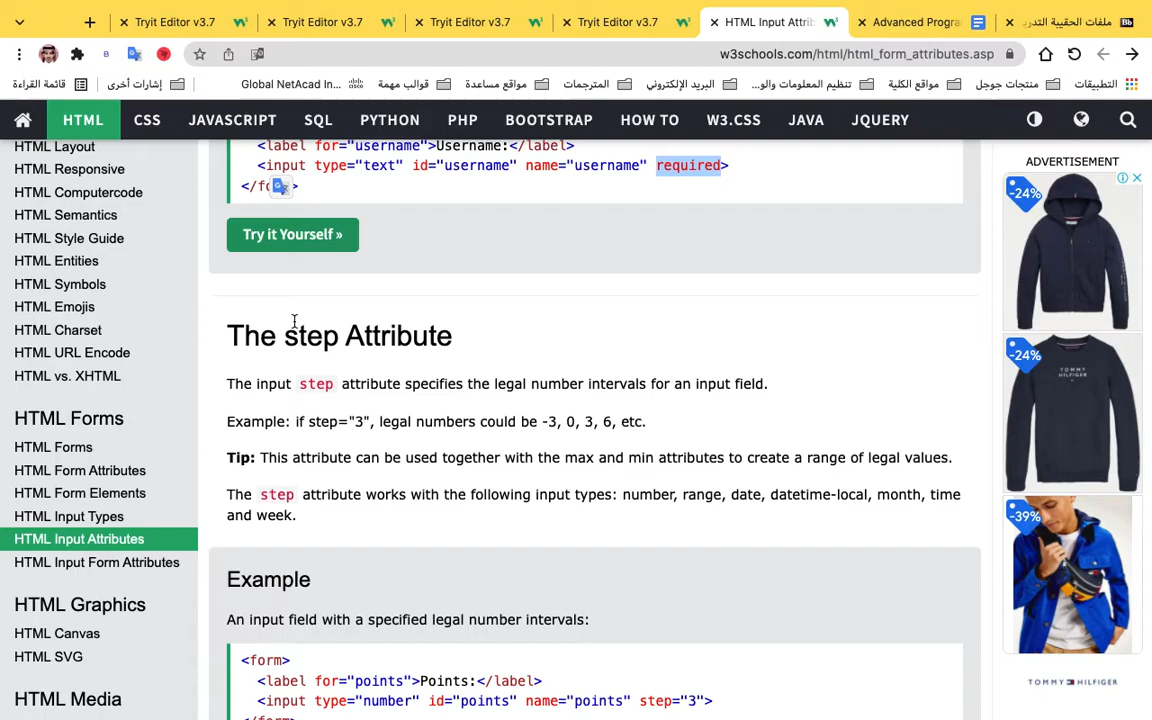 Tryit Editor v3.7
Tryit Editor v3.7
Tryit Editor v3.7
Tryit Editor v3.7
HTML Input Attrib
Advanced Progra
ملفات الحقيبة التدري
Bb
w3schools.com/html/html_form_attributes.asp
قائمة القراءة
إشارات أخرى
Global NetAcad In...
قوالب مهمة
مواقع مساعدة
المترجمات
البريد الإلكتروني
تنظيم المعلومات والو...
مواقع الكلية
منتجات جوجل
التطبيقات
HTML
CSS
JAVASCRIPT
SQL
PYTHON
PHP
BOOTSTRAP
HOW TO
W3.CSS
JAVA
JQUERY
HTML Layout
HTML Responsive
HTML Computercode
HTML Semantics
HTML Style Guide
HTML Entities
HTML Symbols
HTML Emojis
HTML Charset
HTML URL Encode
HTML vs. XHTML
HTML Forms
HTML Forms
HTML Form Attributes
HTML Form Elements
HTML Input Types
HTML Input Attributes
HTML Input Form Attributes
HTML Graphics
HTML Canvas
HTML SVG
HTML Media
<label for="username">Username:</label>
<input type="text" id="username" name="username" required>
Try it Yourself »
The step Attribute
The input step attribute specifies the legal number intervals for an input field.
Example: if step="3", legal numbers could be -3, 0, 3, 6, etc.
Tip: This attribute can be used together with the max and min attributes to create a range of legal values.
The step attribute works with the following input types: number, range, date, datetime-local, month, time
and week.
Example
An input field with a specified legal number intervals:
<form>
<label for="points">Points:</label>
<input type="number" id="points" name="points" step="3">
ADVERTISEMENT
-24%
-24%
TOMMY
HILFIGER
-39%
TOMMY HILFIGER